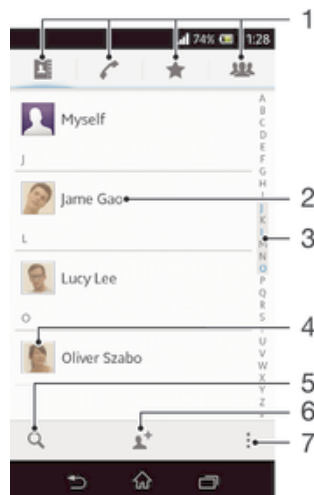 74% 1:28
1
Myself
J
Jame Gao
2
L
3
Lucy Lee
O
4
Oliver Szabo
5
6
7
A
B
C
D
E
F
G
H
I
J
K
L
M
N
O
P
Q
R
S
T
U
V
W
X
Y
Z